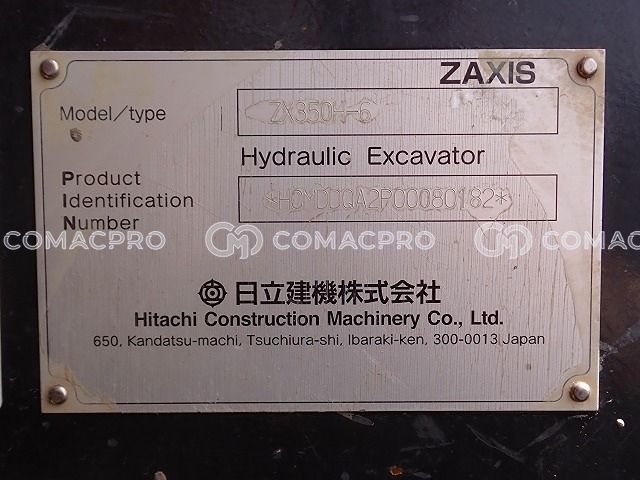 ZAXIS
Model/type ZX350H-6
Hydraulic Excavator
Product
Identification *HCMDDQA2P00080182*
Number
COMACPRO COMACPRO COMACPRO
日立建機株式会社
Hitachi Construction Machinery Co., Ltd.
650, Kandatsu-machi, Tsuchiura-shi, Ibaraki-ken, 300-0013 Japan